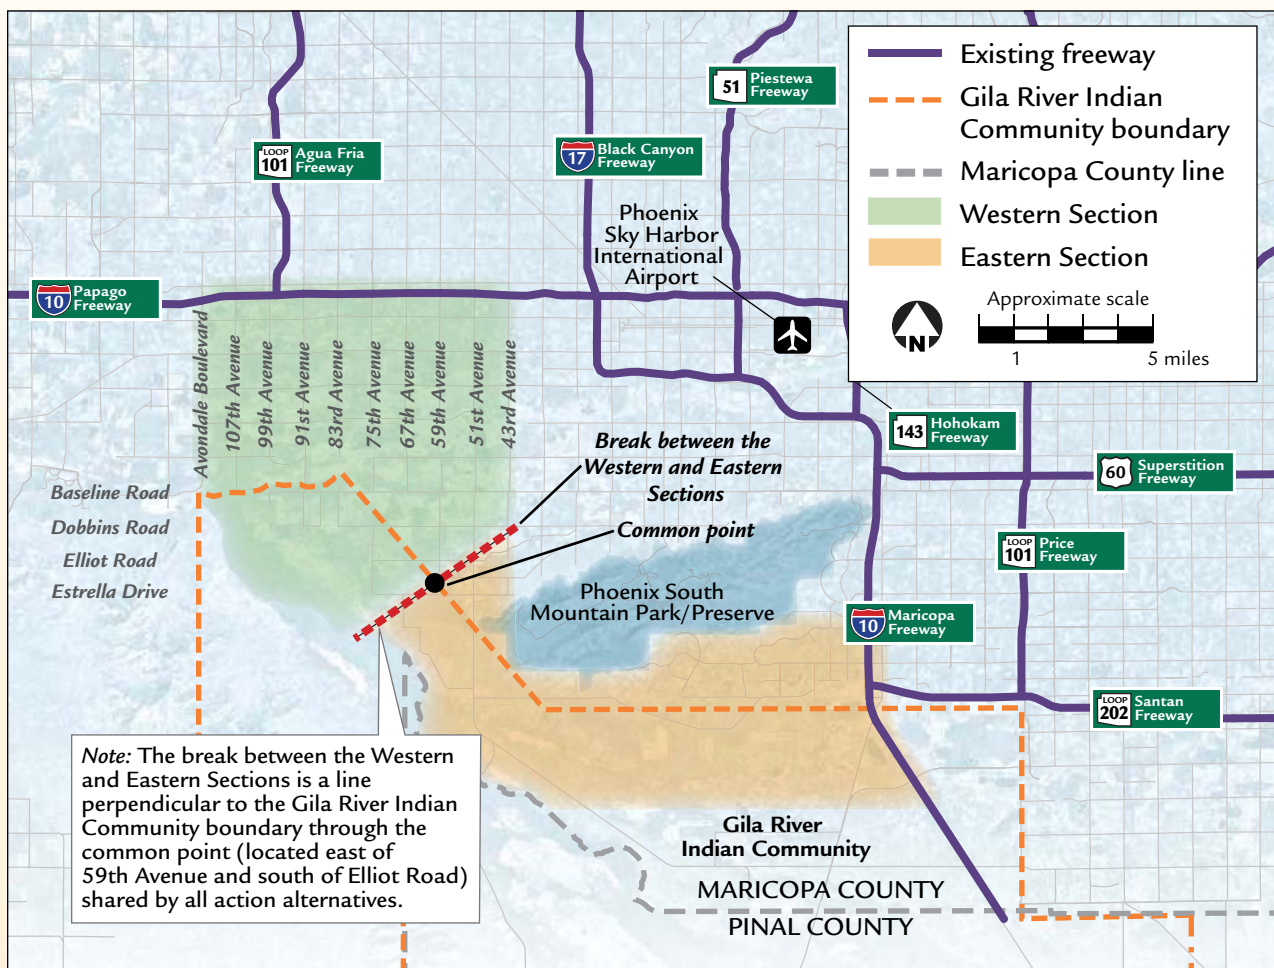 Existing freeway
Gila River Indian
Community boundary
Maricopa County line
Western Section
Eastern Section
Approximate scale
N
1
5 miles
51
Piestewa
Freeway
LOOP
101
Agua Fria
Freeway
17
Black Canyon
Freeway
Phoenix
Sky Harbor
International
Airport
10
Papago
Freeway
Avondale Boulevard
107th Avenue
99th Avenue
91st Avenue
83rd Avenue
75th Avenue
67th Avenue
59th Avenue
51st Avenue
43rd Avenue
143
Hohokam
Freeway
Break between the
Western and Eastern
Sections
60
Superstition
Freeway
Baseline Road
Dobbins Road
Elliot Road
Estrella Drive
Common point
LOOP
101
Price
Freeway
Phoenix South
Mountain Park/Preserve
10
Maricopa
Freeway
LOOP
202
Santan
Freeway
Note: The break between the Western
and Eastern Sections is a line
perpendicular to the Gila River Indian
Community boundary through the
common point (located east of
59th Avenue and south of Elliot Road)
shared by all action alternatives.
Gila River
Indian Community
MARICOPA COUNTY
PINAL COUNTY